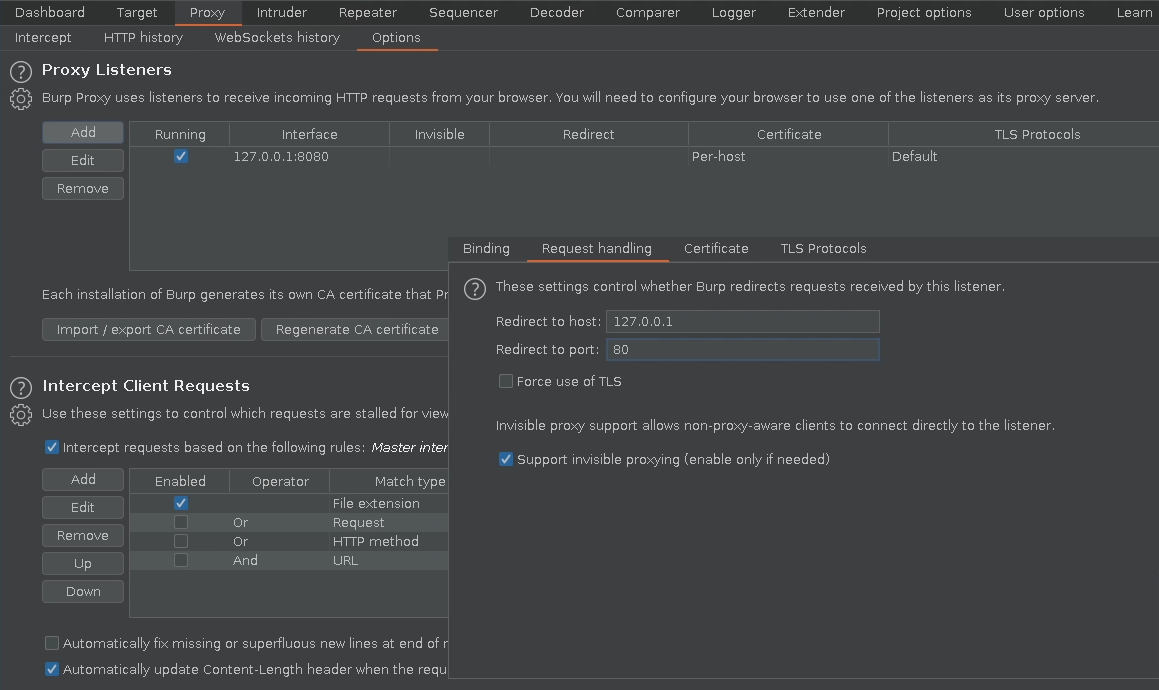 Dashboard Target Proxy Intruder Repeater Sequencer Decoder Comparer Logger Extender Project options User options Learn
Intercept HTTP history WebSockets history Options
? Proxy Listeners
Burp Proxy uses listeners to receive incoming HTTP requests from your browser. You will need to configure your browser to use one of the listeners as its proxy server.
Add Running Interface Invisible Redirect Certificate TLS Protocols
Edit 127.0.0.1:8080 Per-host Default
Remove
Binding Request handling Certificate TLS Protocols
? These settings control whether Burp redirects requests received by this listener.
Redirect to host: 127.0.0.1
Redirect to port: 80
Force use of TLS
Invisible proxy support allows non-proxy-aware clients to connect directly to the listener.
Support invisible proxying (enable only if needed)
Each installation of Burp generates its own CA certificate that Pr
Import / export CA certificate Regenerate CA certificate
? Intercept Client Requests
Use these settings to control which requests are stalled for view
Intercept requests based on the following rules: Master inter
Add Enabled Operator Match type
Edit File extension
Or Request
Remove Or HTTP method
Up And URL
Down
Automatically fix missing or superfluous new lines at end of r
Automatically update Content-Length header when the requ